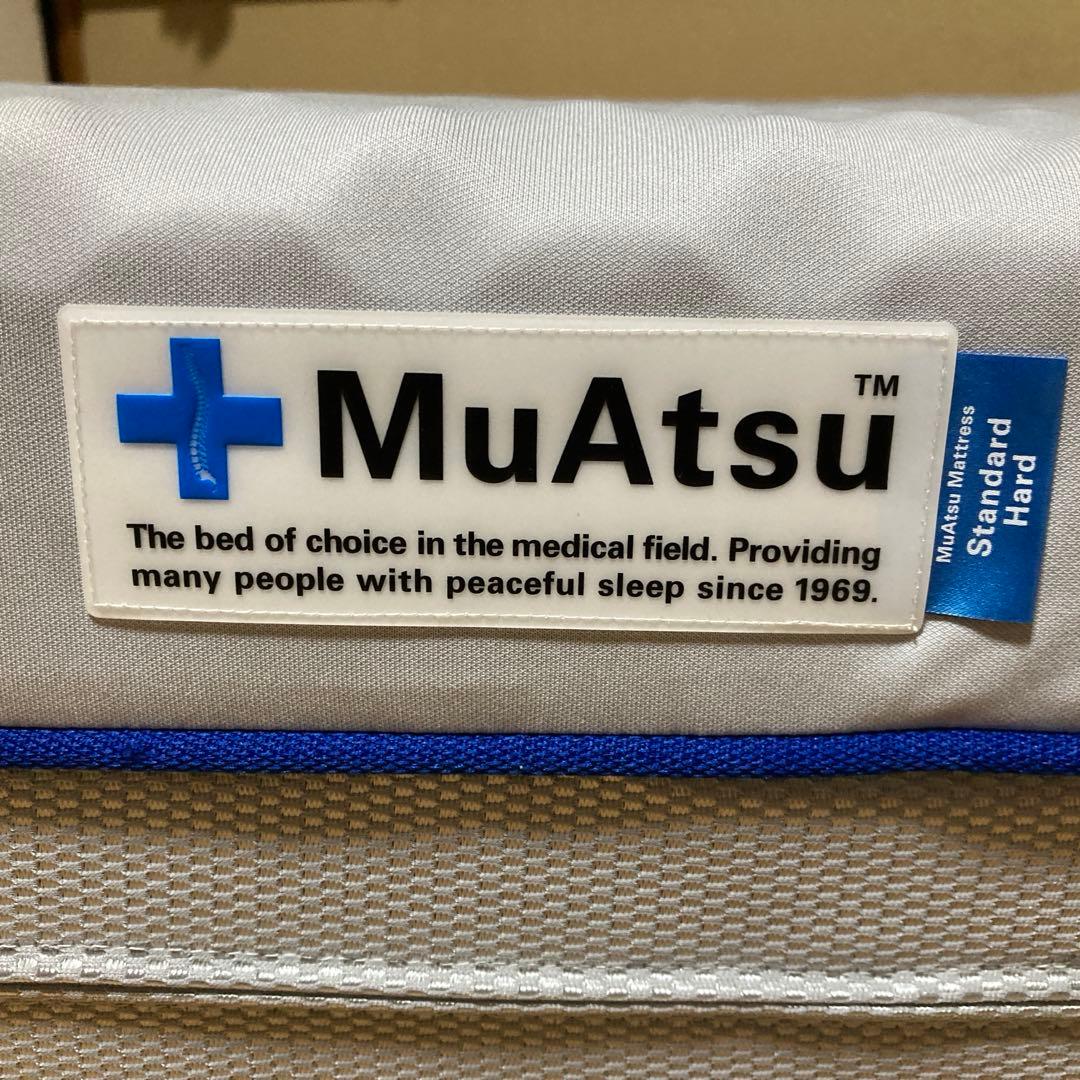 MuAtsu™
The bed of choice in the medical field. Providing
many people with peaceful sleep since 1969.
MuAtsu Mattress
Standard
Hard